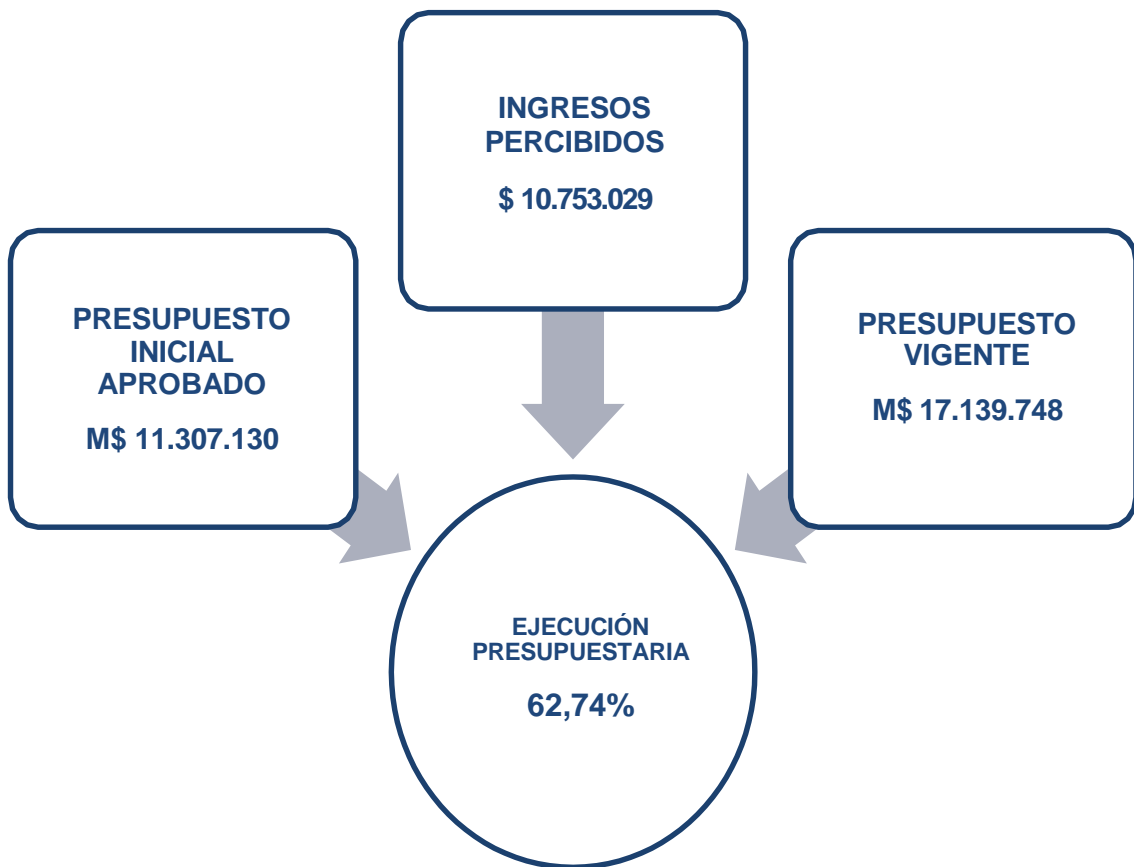 INGRESOS
PERCIBIDOS
$ 10.753.029
PRESUPUESTO
INICIAL
APROBADO
M$ 11.307.130
PRESUPUESTO
VIGENTE
M$ 17.139.748
EJECUCIÓN
PRESUPUESTARIA
62,74%